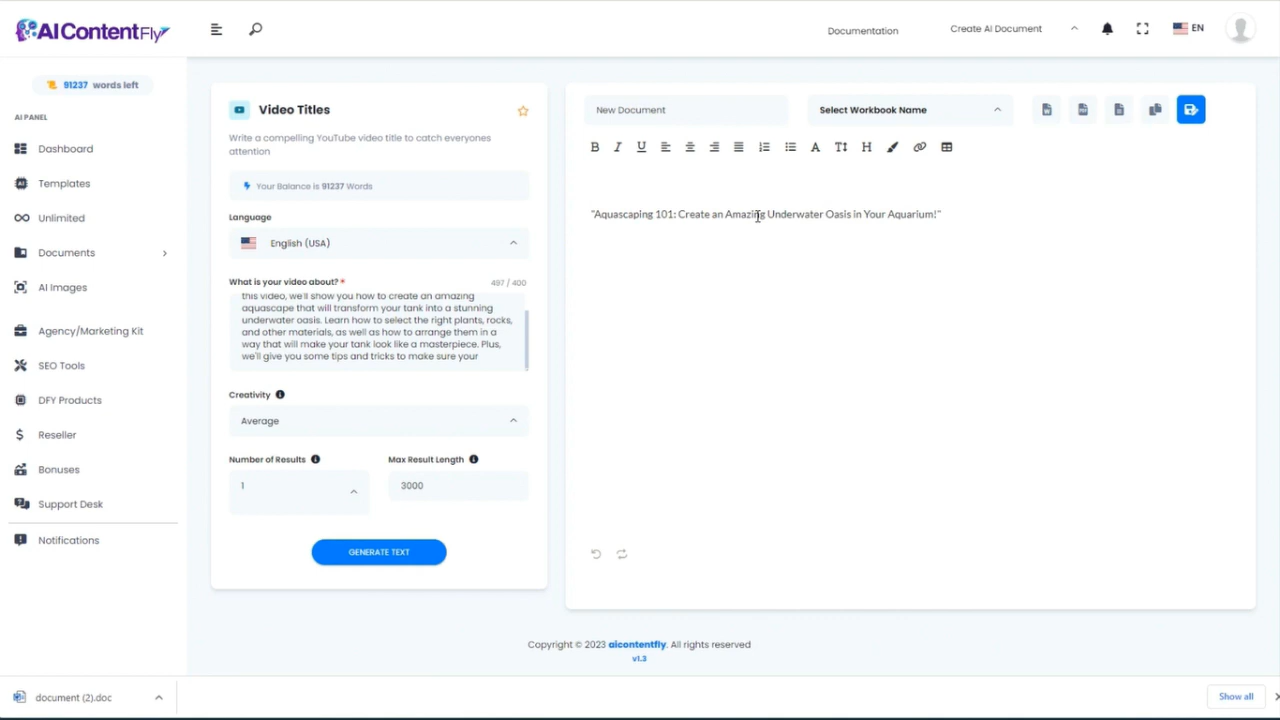 AI ContentFly
Documentation
Create AI Document
EN
91237 words left
AI PANEL
Dashboard
Templates
Unlimited
Documents
AI Images
Agency/Marketing Kit
SEO Tools
DFY Products
Reseller
Bonuses
Support Desk
Notifications
Video Titles
Write a compelling YouTube video title to catch everyones
attention
Your Balance is 91237 Words
Language
English (USA)
What is your video about? *
497 / 400
this video, we'll show you how to create an amazing
aquascape that will transform your tank into a stunning
underwater oasis. Learn how to select the right plants, rocks,
and other materials, as well as how to arrange them in a
way that will make your tank look like a masterpiece. Plus,
we'll give you some tips and tricks to make sure your
Creativity
Average
Number of Results
Max Result Length
1
3000
GENERATE TEXT
New Document
Select Workbook Name
"Aquascaping 101: Create an Amazing Underwater Oasis in Your Aquarium!"
Copyright © 2023 aicontentfly. All rights reserved
v1.3
document (2).doc
Show all